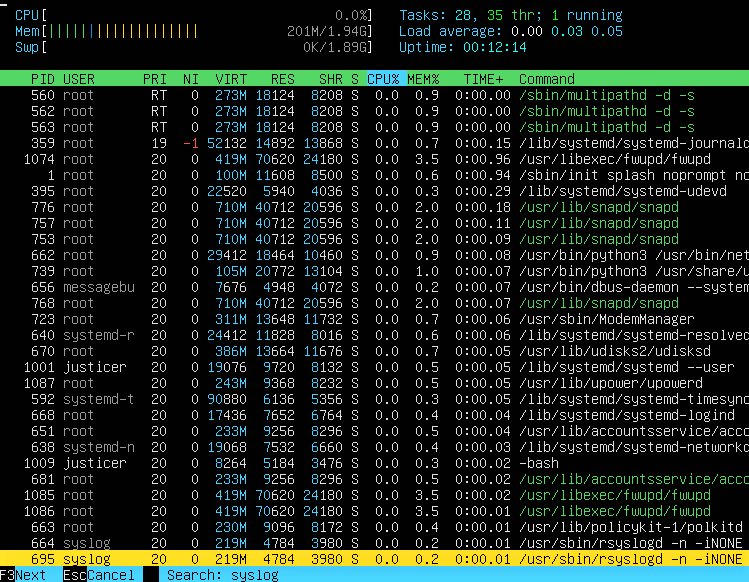 CPU[ 0.0%] Tasks: 28, 35 thr; 1 running
Mem[||||||||||||||||||| 201M/1.94G] Load average: 0.00 0.03 0.05
Swp[ 0K/1.89G] Uptime: 00:12:14
PID USER PRI NI VIRT RES SHR S CPU% MEM% TIME+ Command
560 root RT 0 273M 18124 8208 S 0.0 0.9 0:00.00 /sbin/multipathd -d -s
562 root RT 0 273M 18124 8208 S 0.0 0.9 0:00.00 /sbin/multipathd -d -s
563 root RT 0 273M 18124 8208 S 0.0 0.9 0:00.00 /sbin/multipathd -d -s
359 root 19 -1 52132 14892 13868 S 0.0 0.7 0:00.15 /lib/systemd/systemd-journald
1074 root 20 0 419M 70620 24180 S 0.0 3.5 0:00.96 /usr/libexec/fwupd/fwupd
1 root 20 0 100M 11608 8500 S 0.0 0.6 0:00.94 /sbin/init splash noprompt no
395 root 20 0 22520 5940 4036 S 0.0 0.3 0:00.29 /lib/systemd/systemd-udevd
776 root 20 0 710M 40712 20596 S 0.0 2.0 0:00.18 /usr/lib/snapd/snapd
757 root 20 0 710M 40712 20596 S 0.0 2.0 0:00.11 /usr/lib/snapd/snapd
753 root 20 0 710M 40712 20596 S 0.0 2.0 0:00.09 /usr/lib/snapd/snapd
662 root 20 0 29412 18464 10460 S 0.0 0.9 0:00.08 /usr/bin/python3 /usr/bin/net
739 root 20 0 105M 20772 13104 S 0.0 1.0 0:00.07 /usr/bin/python3 /usr/share/u
656 messagebu 20 0 7676 4948 4072 S 0.0 0.2 0:00.07 /usr/bin/dbus-daemon --system
768 root 20 0 710M 40712 20596 S 0.0 2.0 0:00.07 /usr/lib/snapd/snapd
723 root 20 0 311M 13648 11732 S 0.0 0.7 0:00.06 /usr/sbin/ModemManager
640 systemd-r 20 0 24412 11828 8016 S 0.0 0.6 0:00.06 /lib/systemd/systemd-resolved
670 root 20 0 386M 13664 11676 S 0.0 0.7 0:00.05 /usr/lib/udisks2/udisksd
1001 justicer 20 0 19076 9720 8132 S 0.0 0.5 0:00.05 /lib/systemd/systemd --user
1087 root 20 0 243M 9368 8232 S 0.0 0.5 0:00.05 /usr/lib/upower/upowerd
592 systemd-t 20 0 90880 6136 5356 S 0.0 0.3 0:00.05 /lib/systemd/systemd-timesync
668 root 20 0 17436 7652 6764 S 0.0 0.4 0:00.04 /lib/systemd/systemd-logind
651 root 20 0 233M 9256 8296 S 0.0 0.5 0:00.04 /usr/lib/accountsservice/acco
638 systemd-n 20 0 19068 7532 6660 S 0.0 0.4 0:00.03 /lib/systemd/systemd-networkd
1009 justicer 20 0 8264 5184 3476 S 0.0 0.3 0:00.02 -bash
681 root 20 0 233M 9256 8296 S 0.0 0.5 0:00.02 /usr/lib/accountsservice/acco
1085 root 20 0 419M 70620 24180 S 0.0 3.5 0:00.02 /usr/libexec/fwupd/fwupd
1086 root 20 0 419M 70620 24180 S 0.0 3.5 0:00.01 /usr/libexec/fwupd/fwupd
663 root 20 0 230M 9096 8172 S 0.0 0.4 0:00.01 /usr/lib/policykit-1/polkitd
664 syslog 20 0 219M 4784 3980 S 0.0 0.2 0:00.01 /usr/sbin/rsyslogd -n -iNONE
695 syslog 20 0 219M 4784 3980 S 0.0 0.2 0:00.01 /usr/sbin/rsyslogd -n -iNONE
F3Next EscCancel Search: syslog